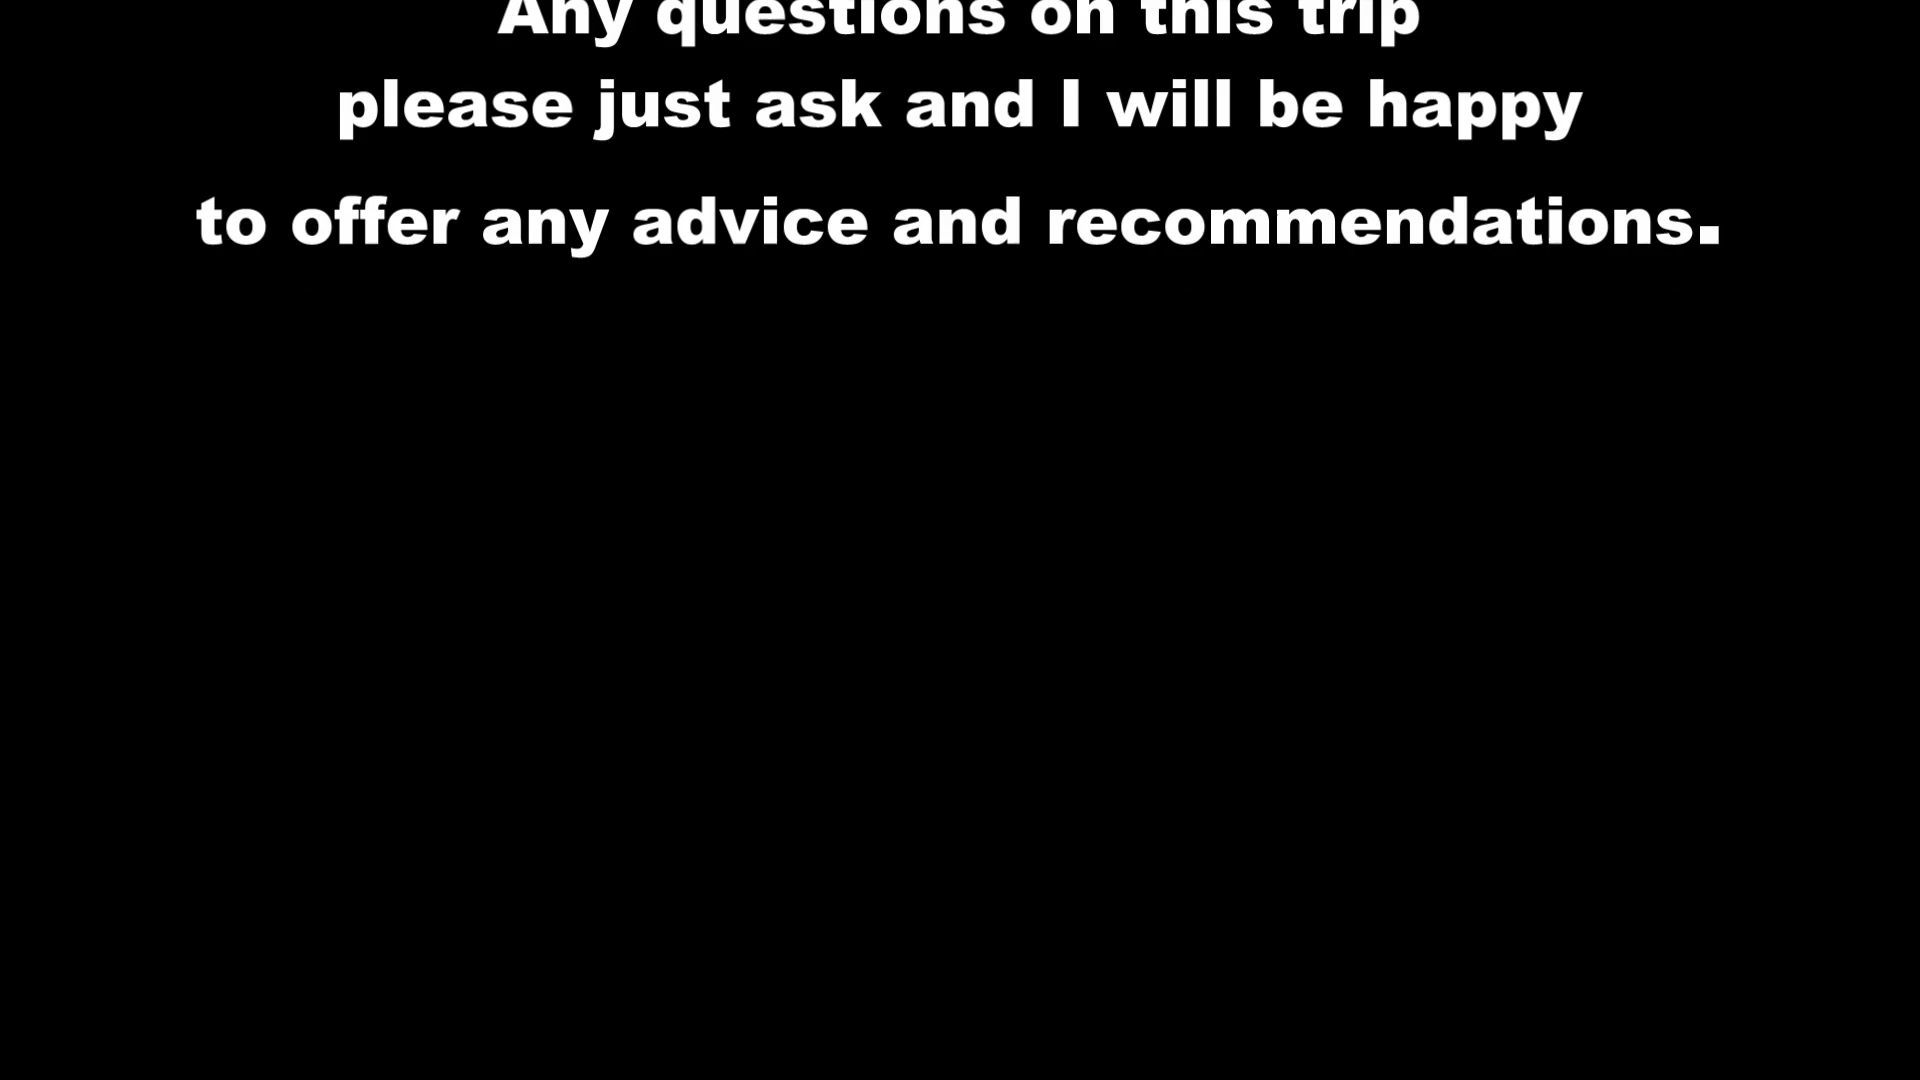 Any questions on this trip
please just ask and I will be happy
to offer any advice and recommendations.